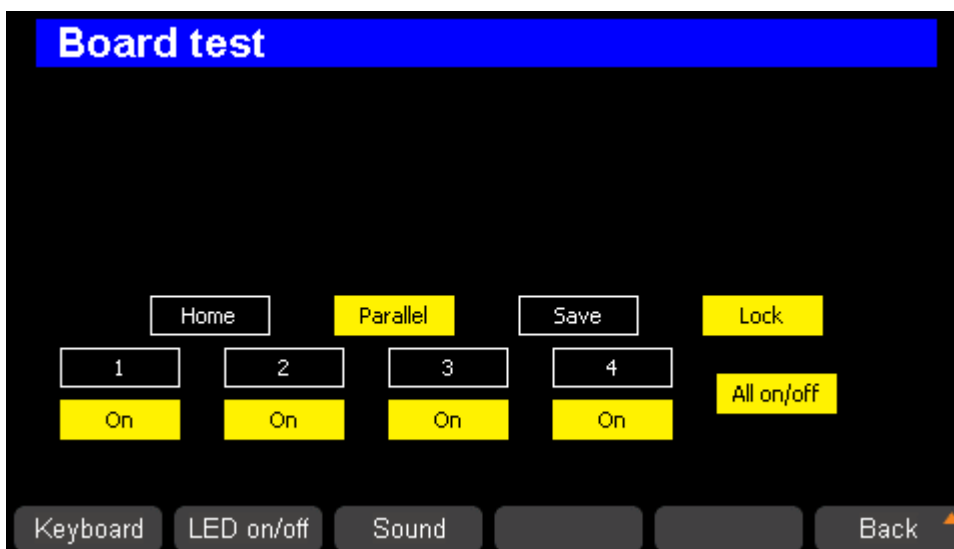 Board test
Home Parallel Save Lock
1 2 3 4
All on/off
On On On On
Keyboard LED on/off Sound Back